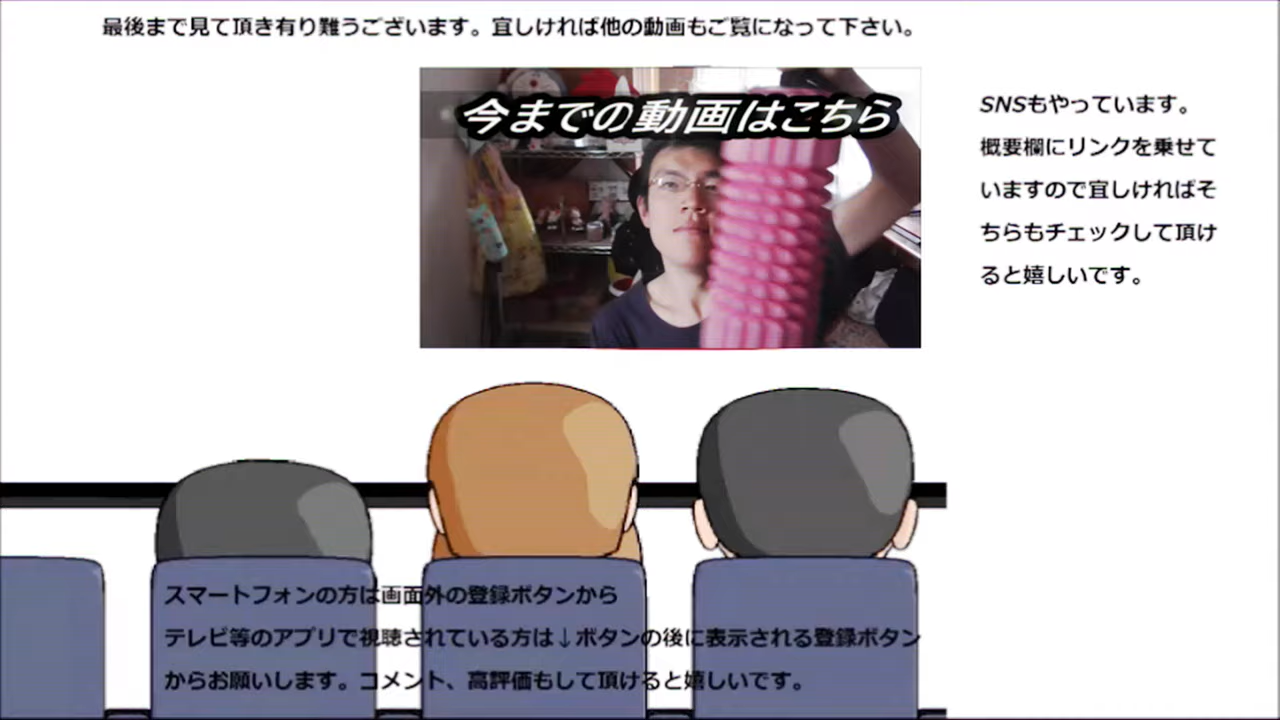 最後まで見て頂き有り難うございます。宜しければ他の動画もご覧になって下さい。
今までの動画はこちら
SNSもやっています。
概要欄にリンクを乗せて
いますので宜しければそ
ちらもチェックして頂け
ると嬉しいです。
スマートフォンの方は画面外の登録ボタンから
テレビ等のアプリで視聴されている方は↓ボタンの後に表示される登録ボタン
からお願いします。コメント、高評価もして頂けると嬉しいです。